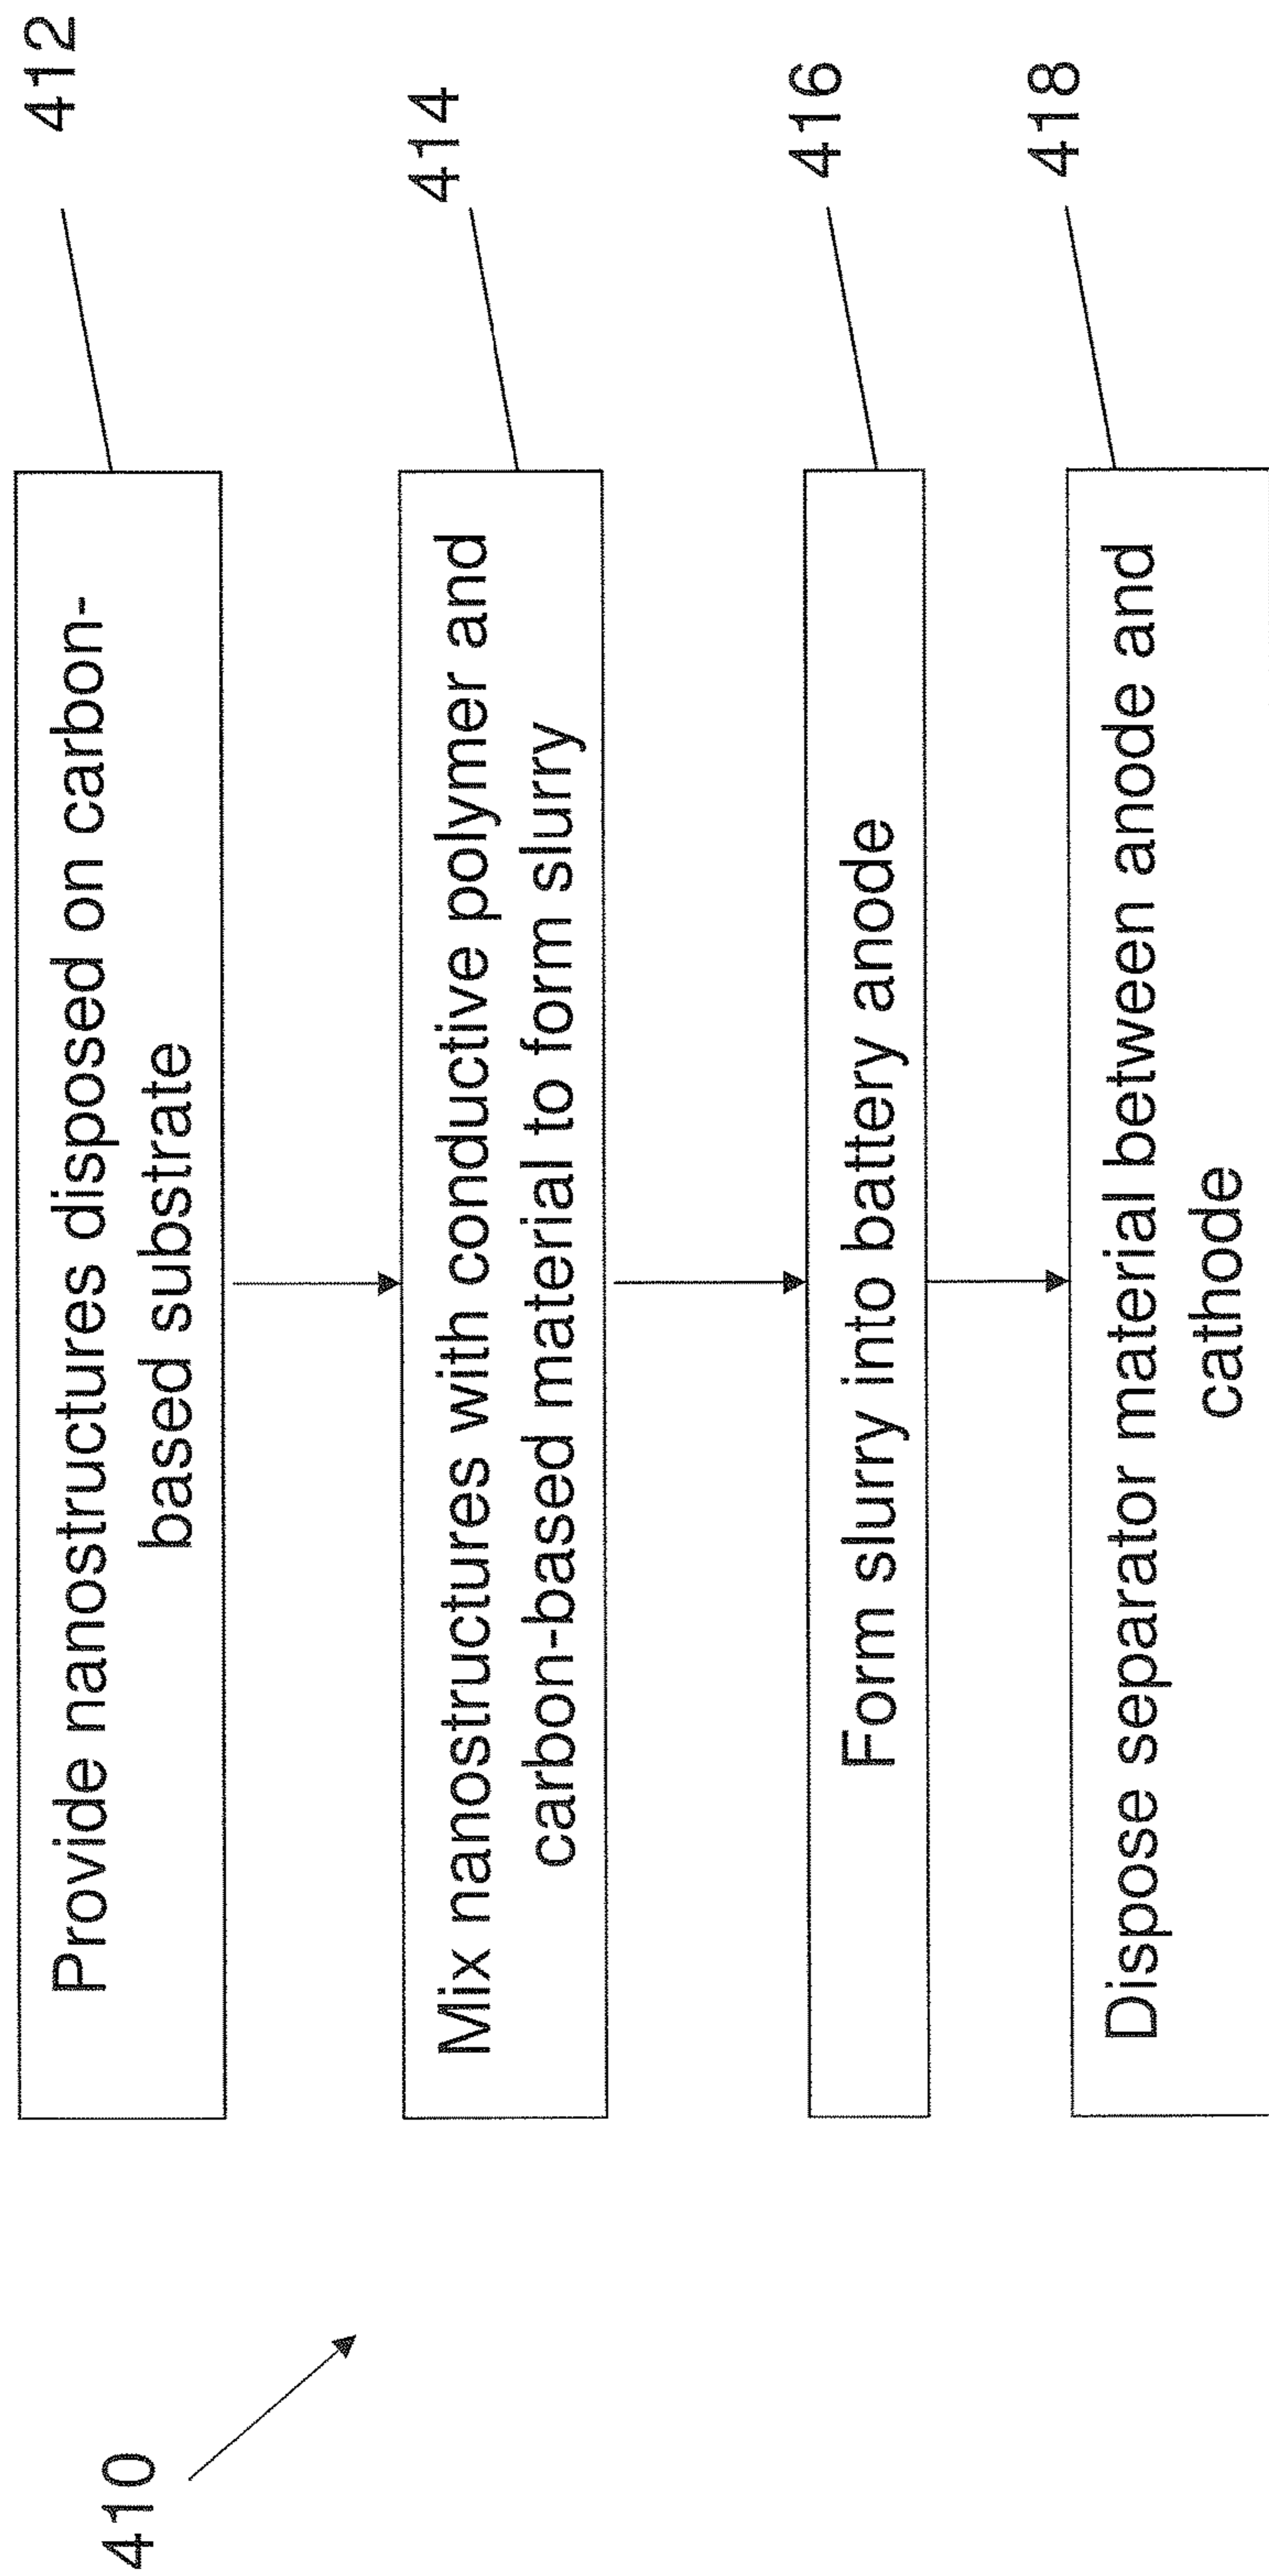 410
Provide nanostructures disposed on carbon-
based substrate
412
Mix nanostructures with conductive polymer and
carbon-based material to form slurry
414
Form slurry into battery anode
416
Dispose separator material between anode and
cathode
418